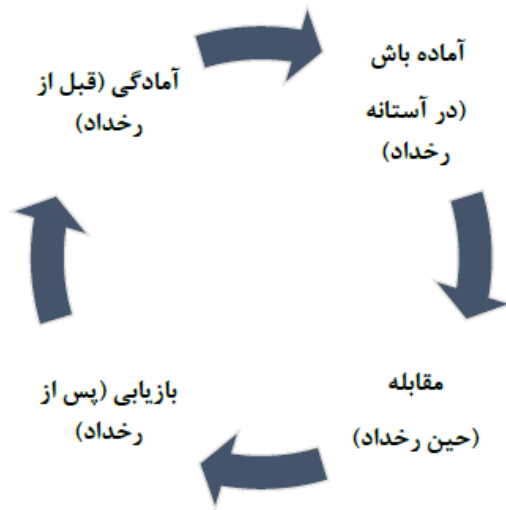 آمادگی (قبل از
رخداد)
آماده باش
(در آستانه
رخداد)
مقابله
(حین رخداد)
بازیابی (پس از
رخداد)